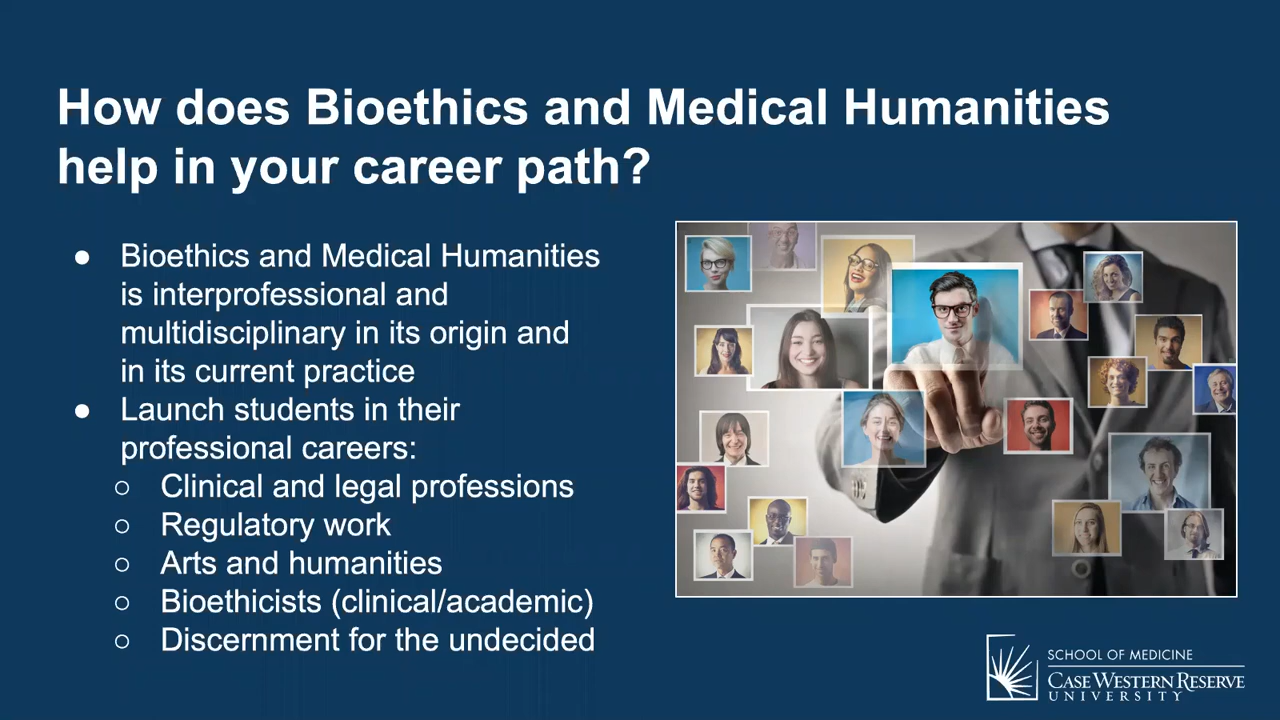 How does Bioethics and Medical Humanities
help in your career path?
● Bioethics and Medical Humanities
is interprofessional and
multidisciplinary in its origin and
in its current practice
● Launch students in their
professional careers:
○ Clinical and legal professions
○ Regulatory work
○ Arts and humanities
○ Bioethicists (clinical/academic)
○ Discernment for the undecided
SCHOOL OF MEDICINE
CASE WESTERN RESERVE
UNIVERSITY